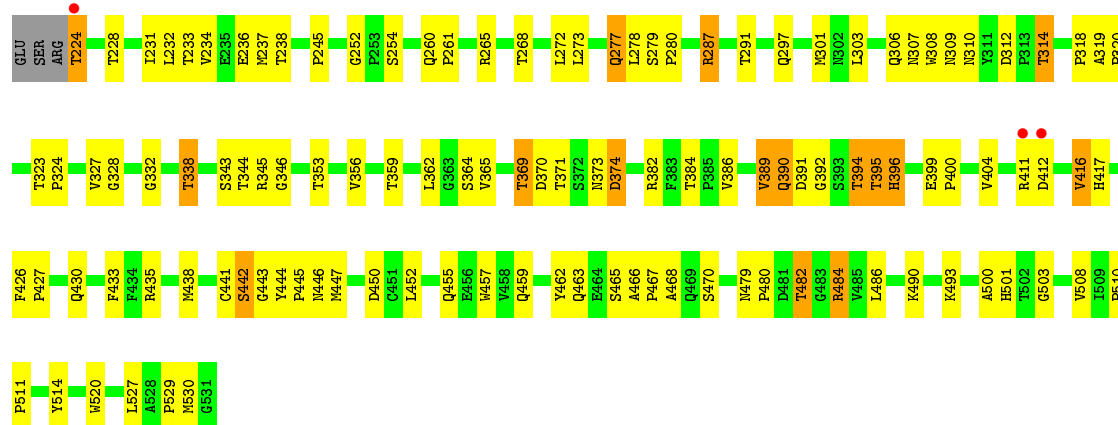 GLU SER ARG T224 T228 I231 L232 T233 V234 E235 E236 M237 T238 P245 G252 P253 S254 Q260 P261 R265 T268 L272 L273 Q277 L278 S279 P280 R287 T291 Q297 M301 N302 L303 Q306 N307 W308 N309 N310 Y311 D312 P313 T314 P318 A319 P320
T323 P324 V327 G328 G332 T338 S343 T344 R345 G346 T353 V356 T359 L362 G363 S364 V365 T369 D370 T371 S372 N373 D374 R382 F383 T384 P385 V386 V389 Q390 D391 G392 S393 T394 T395 H396 E399 P400 V404 R411 D412 V416 H417
F426 P427 Q430 F433 F434 R435 M438 C441 S442 G443 Y444 P445 N446 M447 D450 C451 L452 Q455 E456 W457 V458 Q459 Y462 Q463 E464 S465 A466 P467 A468 Q469 S470 N479 P480 D481 T482 G483 R484 V485 L486 K490 K493 A500 H501 T502 G503 V508 I509 P510
P511 Y514 W520 L527 A528 P529 M530 G531